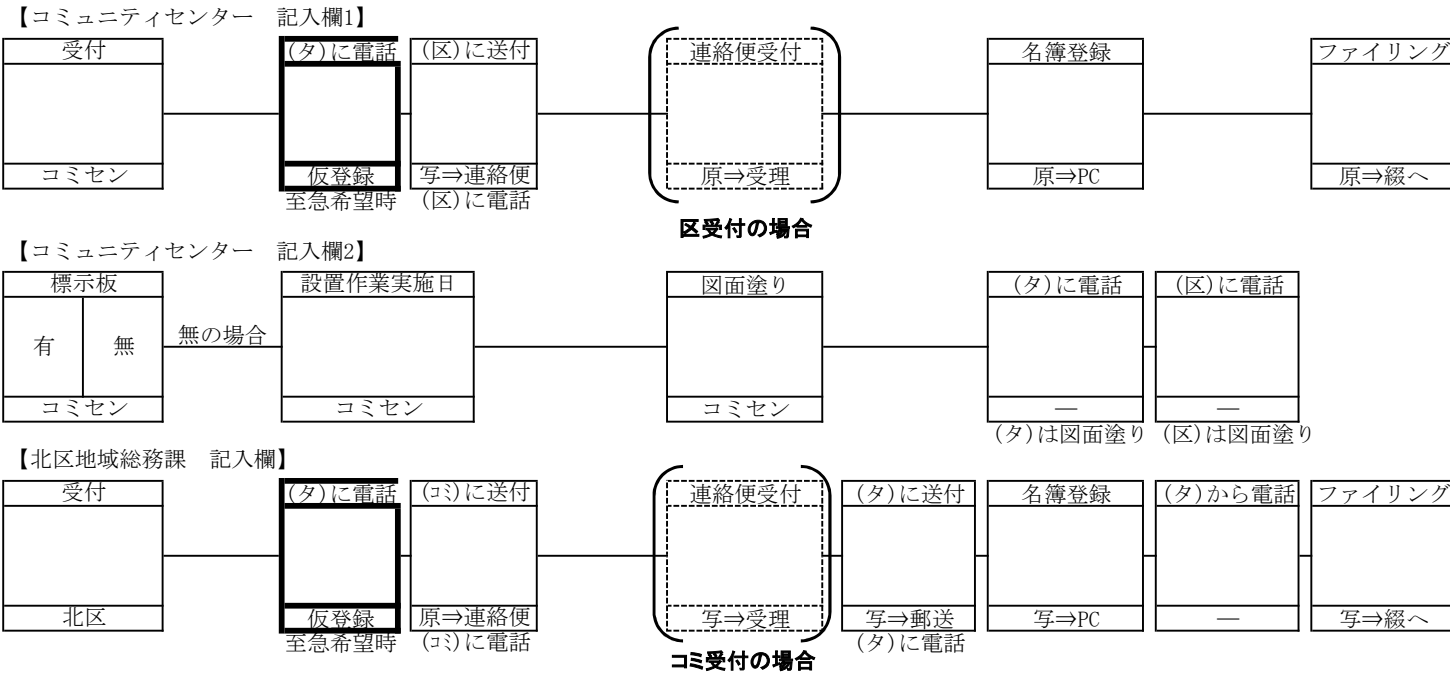 【コミュニティセンター　記入欄1】
受付 (タ)に電話 (区)に送付 連絡便受付 名簿登録 ファイリング
コミセン 仮登録 写⇒連絡便 原⇒受理 原⇒PC 原⇒綴へ
至急希望時 (区)に電話
区受付の場合
【コミュニティセンター　記入欄2】
標示板 設置作業実施日 図面塗り (タ)に電話 (区)に電話
有 無 無の場合
コミセン コミセン コミセン ― ―
(タ)は図面塗り (区)は図面塗り
【北区地域総務課　記入欄】
受付 (タ)に電話 (コミ)に送付 連絡便受付 (タ)に送付 名簿登録 (タ)から電話 ファイリング
北区 仮登録 原⇒連絡便 写⇒受理 写⇒郵送 写⇒PC ― 写⇒綴へ
至急希望時 (コミ)に電話 (タ)に電話
コミ受付の場合